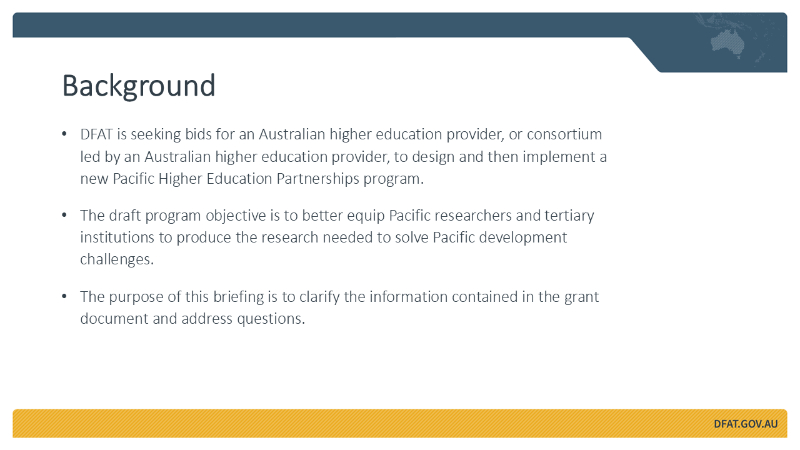 Background
• DFAT is seeking bids for an Australian higher education provider, or consortium
led by an Australian higher education provider, to design and then implement a
new Pacific Higher Education Partnerships program.
• The draft program objective is to better equip Pacific researchers and tertiary
institutions to produce the research needed to solve Pacific development
challenges.
• The purpose of this briefing is to clarify the information contained in the grant
document and address questions.
DFAT.GOV.AU